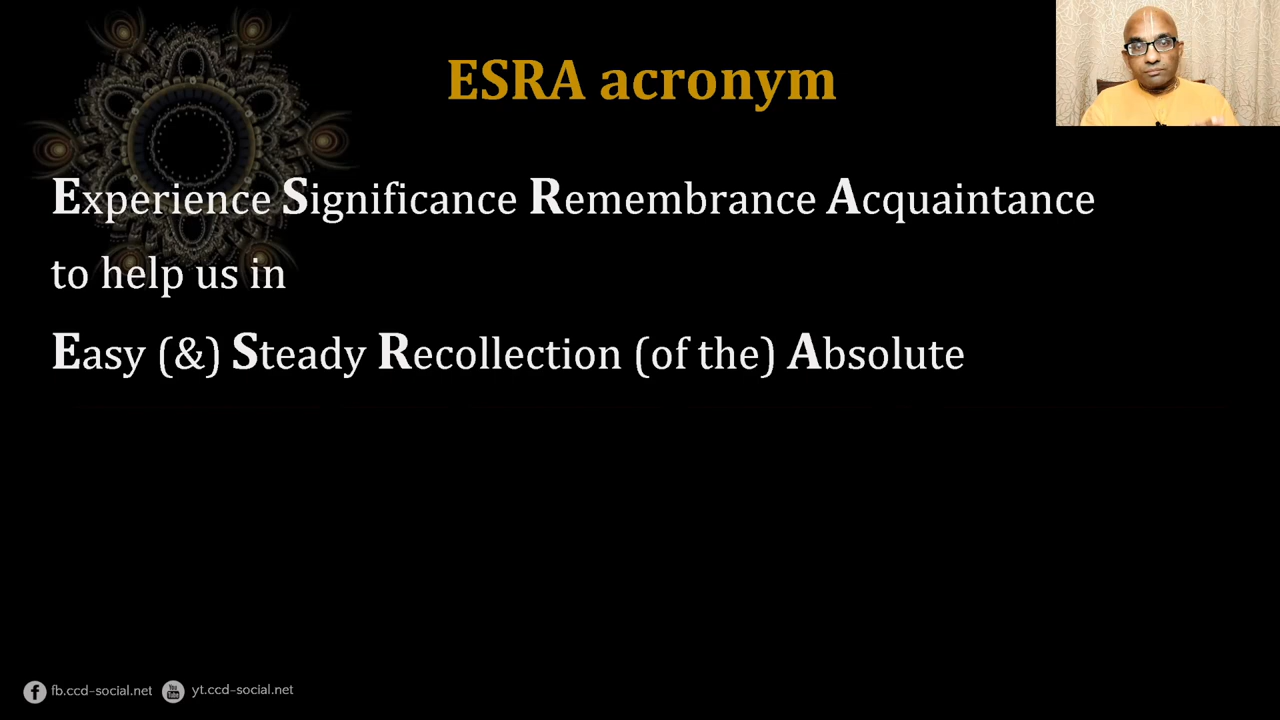 ESRA acronym
Experience Significance Remembrance Acquaintance
to help us in
Easy (&) Steady Recollection (of the) Absolute
fb.ccd-social.net yt.ccd-social.net